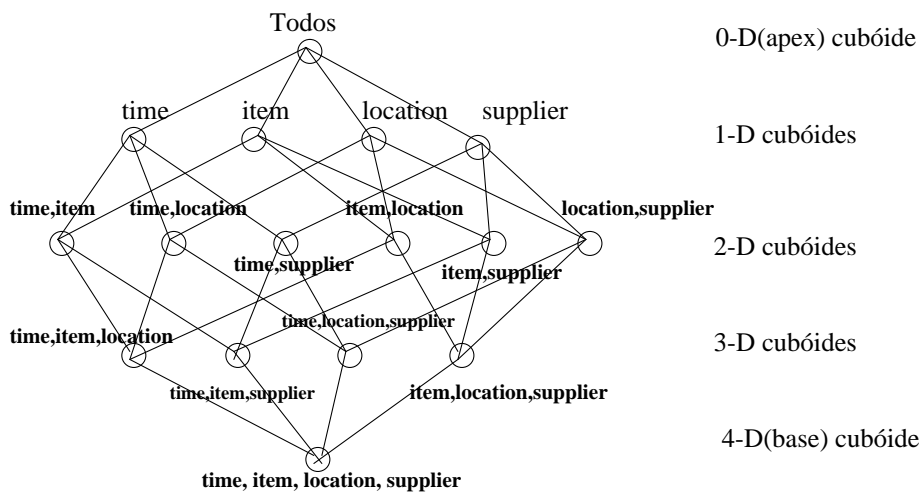 Todos
0-D(apex) cubóide
time item location supplier
1-D cubóides
time,item time,location item,location location,supplier
2-D cubóides
time,supplier item,supplier
time,location,supplier
time,item,location
3-D cubóides
time,item,supplier item,location,supplier
4-D(base) cubóide
time, item, location, supplier